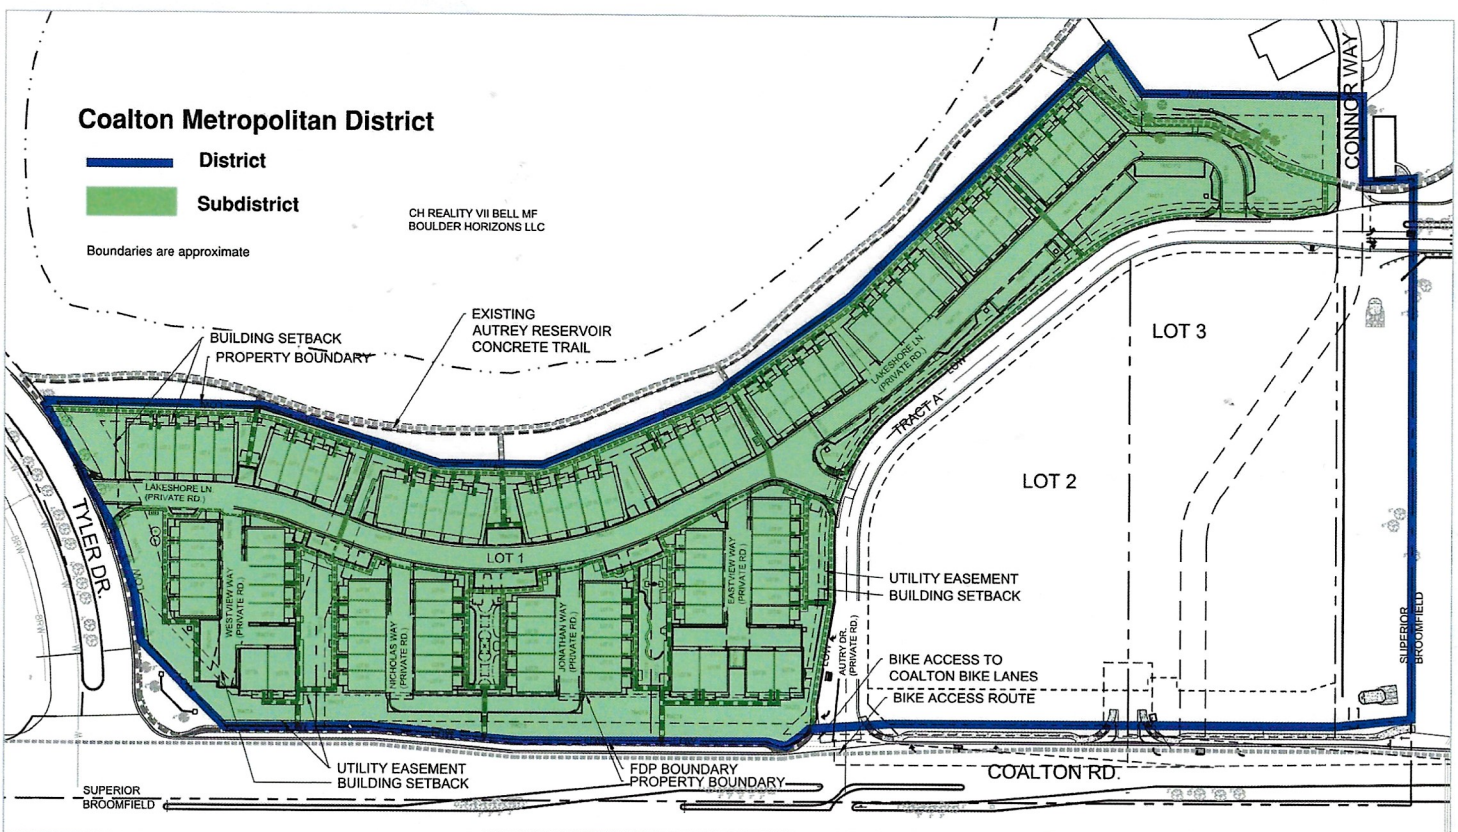 Coalton Metropolitan District
District
Subdistrict
Boundaries are approximate
CH REALITY VII BELL MF
BOULDER HORIZONS LLC
EXISTING
AUTREY RESERVOIR
CONCRETE TRAIL
BUILDING SETBACK
PROPERTY BOUNDARY
CONNOR WAY
LOT 3
LOT 2
TRACT A
LAKESHORE LN.
(PRIVATE RD.)
LAKESHORE LN.
(PRIVATE RD.)
TYLER DR.
LOT 1
WESTVIEW WAY
(PRIVATE RD.)
NICHOLAS WAY
(PRIVATE RD.)
JONATHAN WAY
(PRIVATE RD.)
EASTVIEW WAY
(PRIVATE RD.)
UTILITY EASEMENT
BUILDING SETBACK
AUTRY DR.
(PRIVATE RD.)
BIKE ACCESS TO
COALTON BIKE LANES
BIKE ACCESS ROUTE
SUPERIOR
BROOMFIELD
UTILITY EASEMENT
BUILDING SETBACK
FDP BOUNDARY
PROPERTY BOUNDARY
COALTON RD.
SUPERIOR
BROOMFIELD